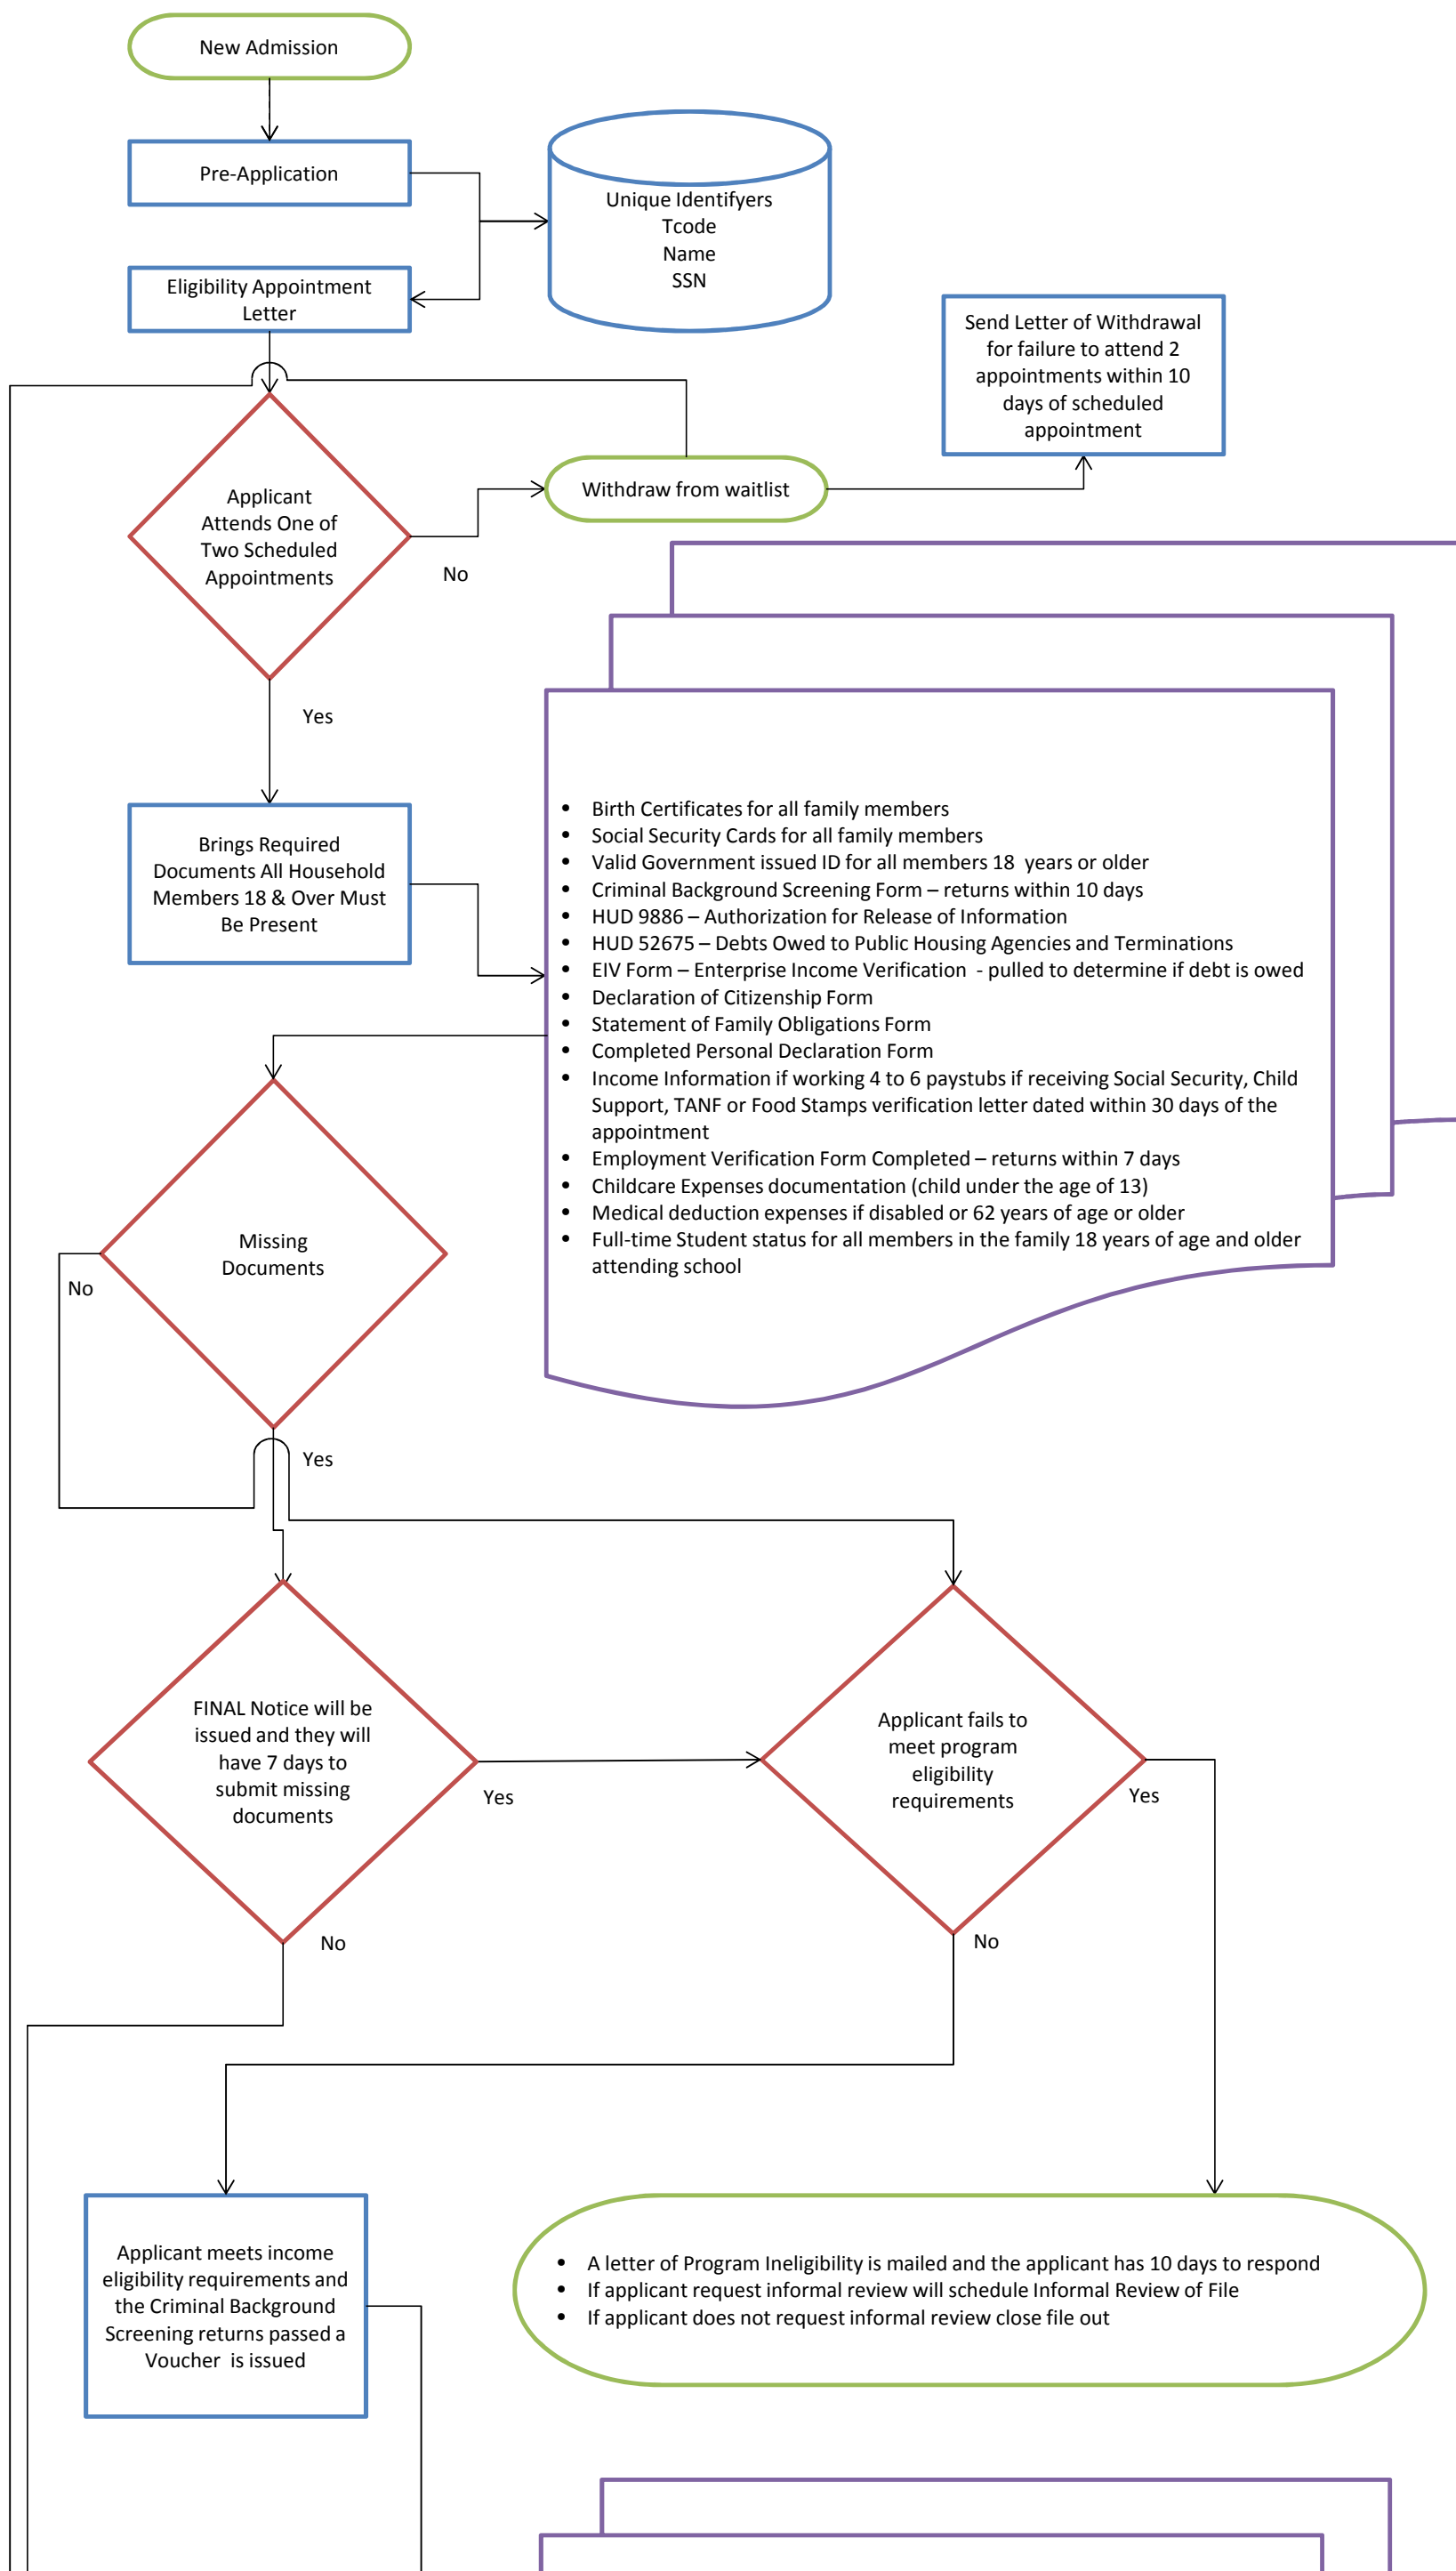 New Admission
Pre-Application
Unique Identifyers
Tcode
Name
SSN
Eligibility Appointment
Letter
Send Letter of Withdrawal
for failure to attend 2
appointments within 10
days of scheduled
appointment
Applicant
Attends One of
Two Scheduled
Appointments
Withdraw from waitlist
No
Yes
Brings Required
Documents All Household
Members 18 & Over Must
Be Present
• Birth Certificates for all family members
• Social Security Cards for all family members
• Valid Government issued ID for all members 18  years or older
• Criminal Background Screening Form – returns within 10 days
• HUD 9886 – Authorization for Release of Information
• HUD 52675 – Debts Owed to Public Housing Agencies and Terminations
• EIV Form – Enterprise Income Verification  - pulled to determine if debt is owed
• Declaration of Citizenship Form
• Statement of Family Obligations Form
• Completed Personal Declaration Form
• Income Information if working 4 to 6 paystubs if receiving Social Security, Child
Support, TANF or Food Stamps verification letter dated within 30 days of the
appointment
• Employment Verification Form Completed – returns within 7 days
• Childcare Expenses documentation (child under the age of 13)
• Medical deduction expenses if disabled or 62 years of age or older
• Full-time Student status for all members in the family 18 years of age and older
attending school
Missing
Documents
No
Yes
FINAL Notice will be
issued and they will
have 7 days to
submit missing
documents
Yes
No
Applicant fails to
meet program
eligibility
requirements
Yes
No
Applicant meets income
eligibility requirements and
the Criminal Background
Screening returns passed a
Voucher  is issued
• A letter of Program Ineligibility is mailed and the applicant has 10 days to respond
• If applicant request informal review will schedule Informal Review of File
• If applicant does not request informal review close file out